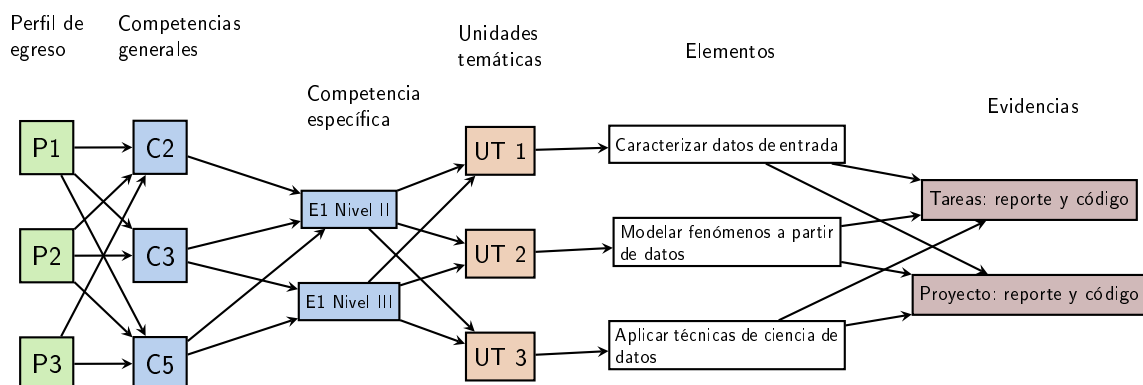 Perfil de
egreso
Competencias
generales
Competencia
específica
Unidades
temáticas
Elementos
Evidencias
P1
P2
P3
C2
C3
C5
E1 Nivel II
E1 Nivel III
UT 1
UT 2
UT 3
Caracterizar datos de entrada
Modelar fenómenos a partir
de datos
Aplicar técnicas de ciencia de
datos
Tareas: reporte y código
Proyecto: reporte y código